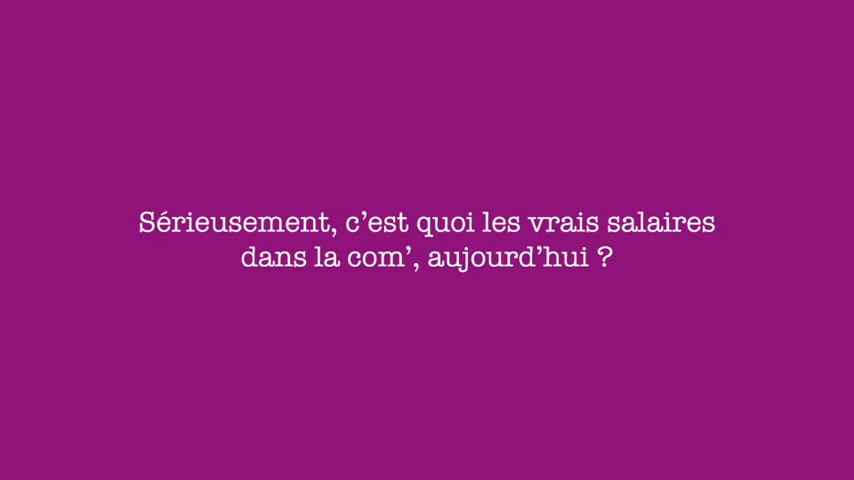 Sérieusement, c’est quoi les vrais salaires
dans la com’, aujourd’hui ?